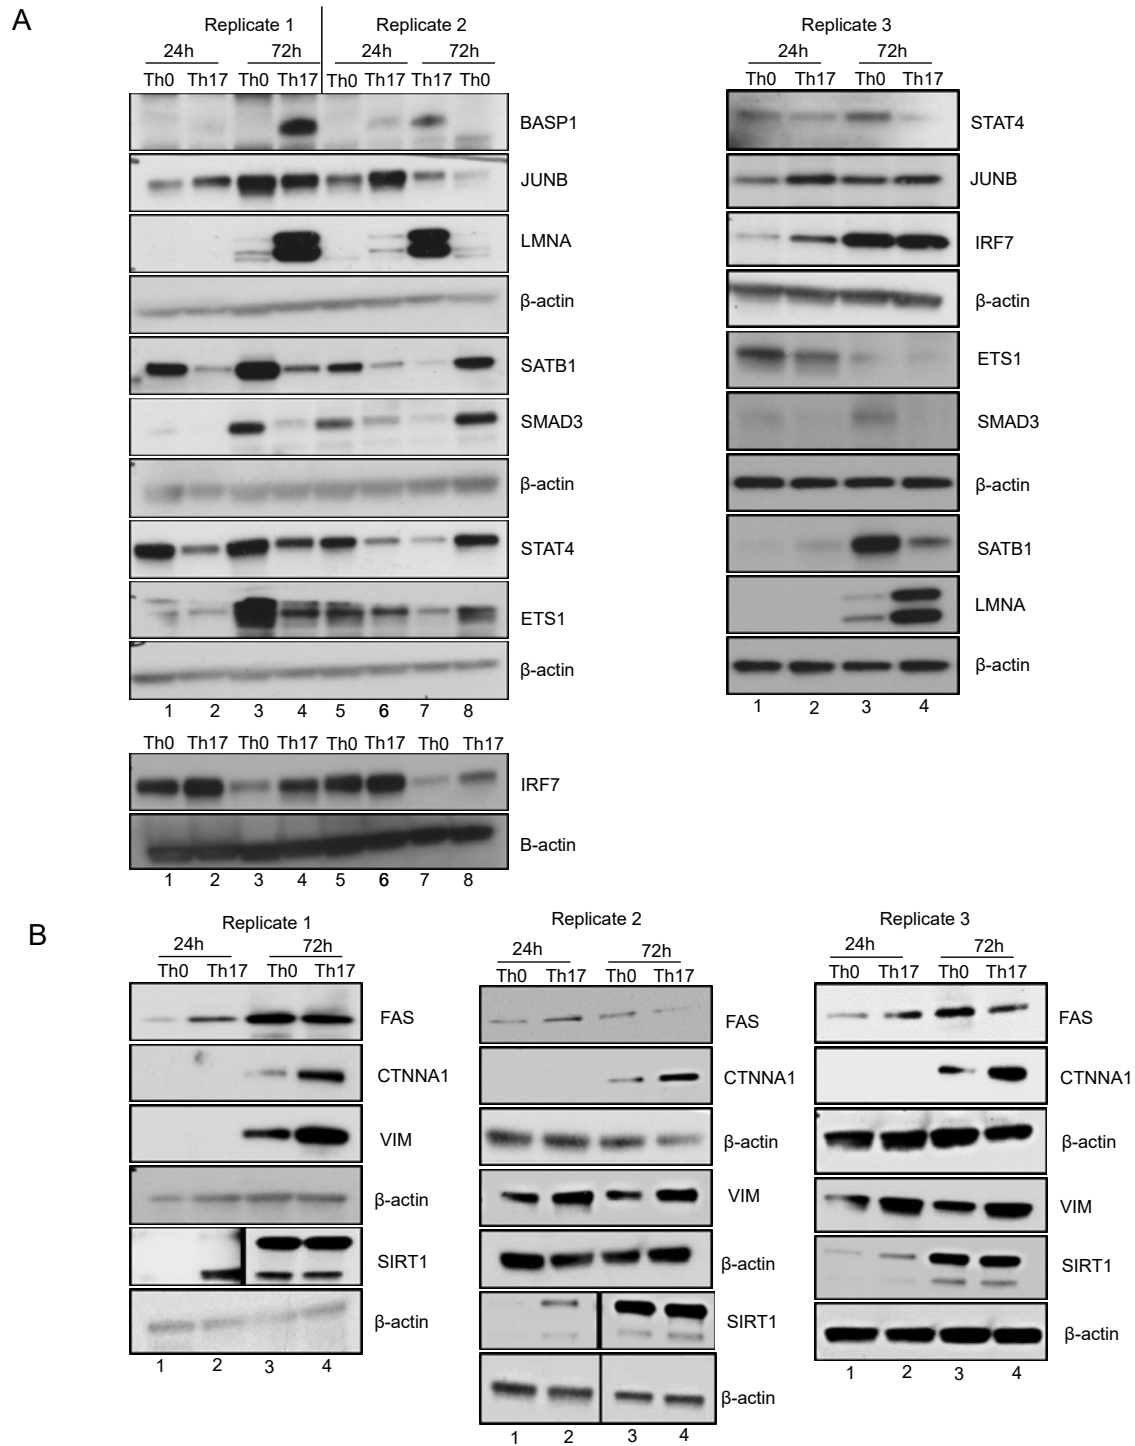 A
Replicate 1 Replicate 2
24h 72h 24h 72h
Th0 Th17 Th0 Th17 Th0 Th17 Th17 Th0
BASP1
JUNB
LMNA
β-actin
SATB1
SMAD3
β-actin
STAT4
ETS1
β-actin
1 2 3 4 5 6 7 8
Th0 Th17 Th0 Th17 Th0 Th17 Th0 Th17
IRF7
B-actin
1 2 3 4 5 6 7 8
Replicate 3
24h 72h
Th0 Th17 Th0 Th17
STAT4
JUNB
IRF7
β-actin
ETS1
SMAD3
β-actin
SATB1
LMNA
β-actin
1 2 3 4
B
Replicate 1
24h 72h
Th0 Th17 Th0 Th17
FAS
CTNNA1
VIM
β-actin
SIRT1
β-actin
1 2 3 4
Replicate 2
24h 72h
Th0 Th17 Th0 Th17
FAS
CTNNA1
β-actin
VIM
β-actin
SIRT1
β-actin
1 2 3 4
Replicate 3
24h 72h
Th0 Th17 Th0 Th17
FAS
CTNNA1
β-actin
VIM
SIRT1
β-actin
1 2 3 4